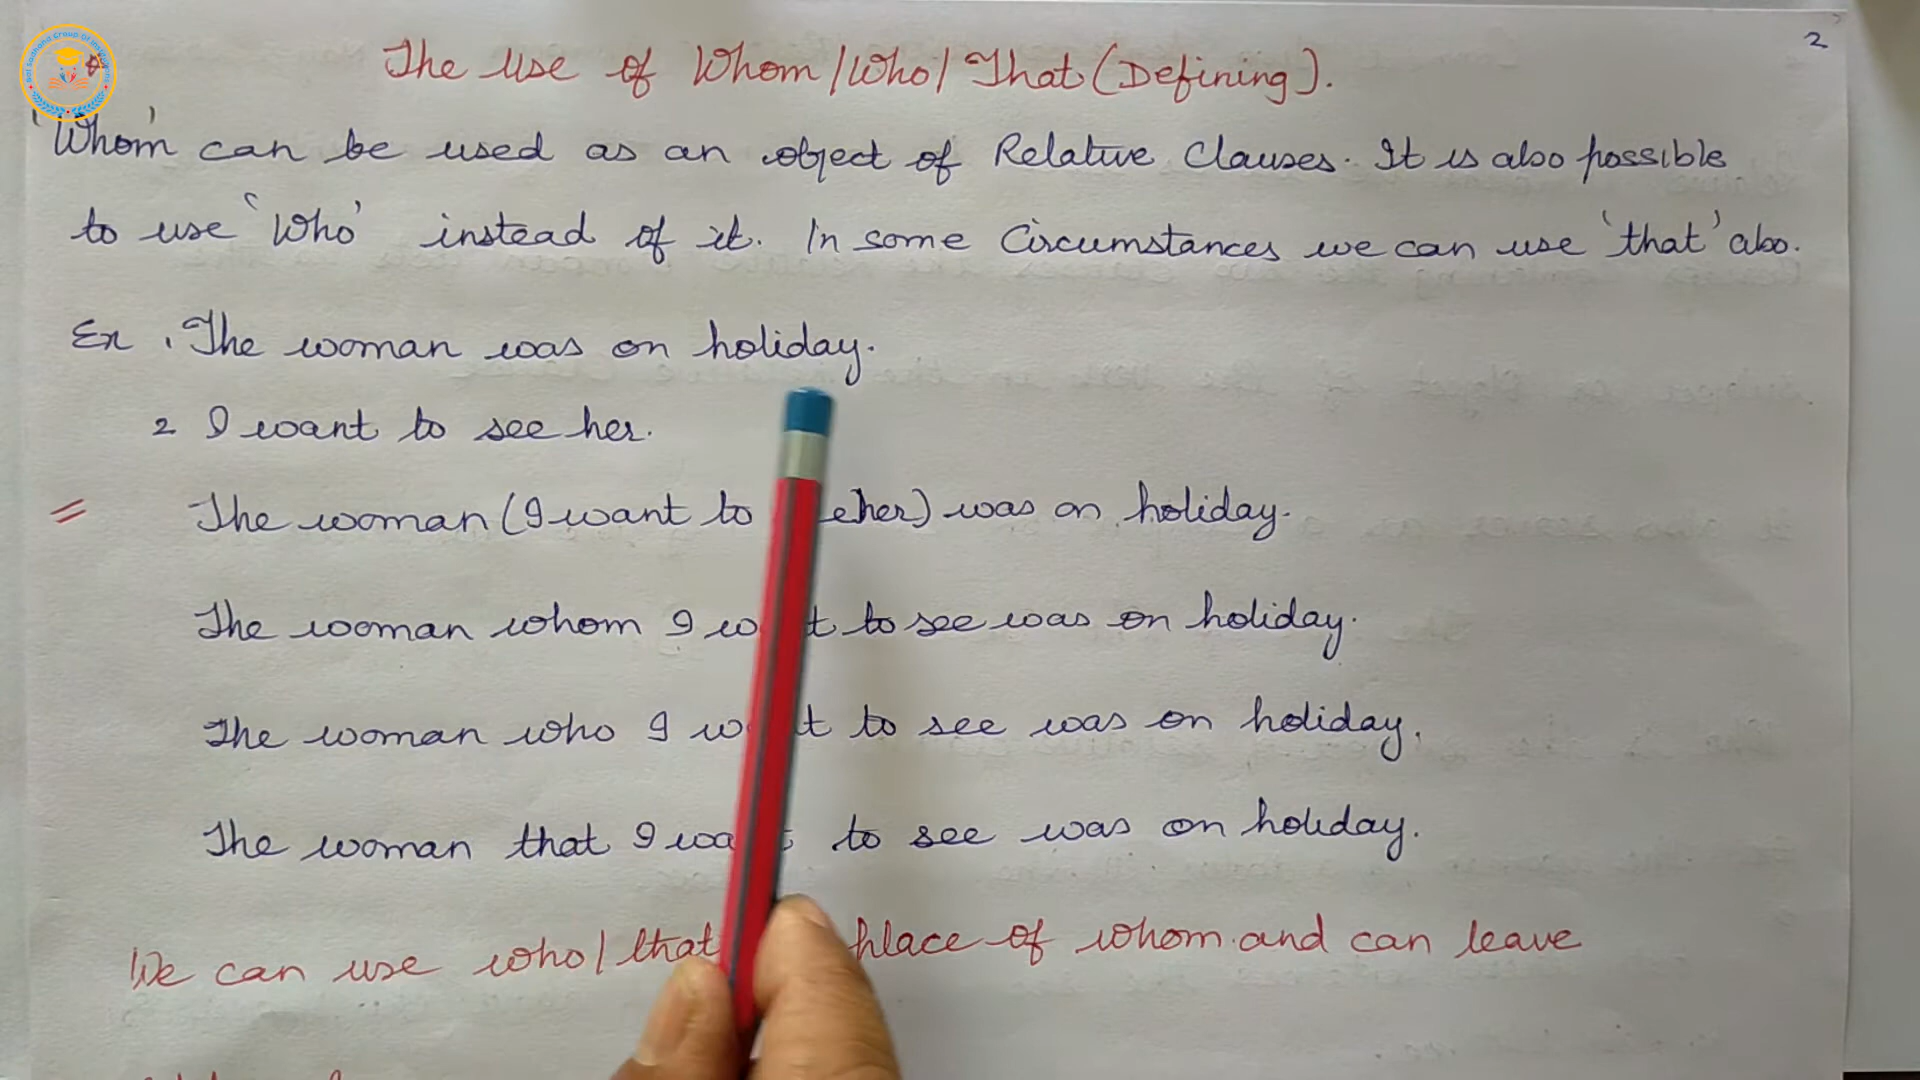 The Use of Whom/Who/That (Defining).
2
'Whom' can be used as an object of Relative Clauses. It is also possible
to use 'Who' instead of it. In some Circumstances we can use 'that' also.
Ex 1. The woman was on holiday.
2 I want to see her.
= The woman (I want to her) was on holiday.
The woman whom I to see was on holiday.
The woman who I to see was on holiday.
The woman that I to see was on holiday.
We can use who/that place of whom. and can leave